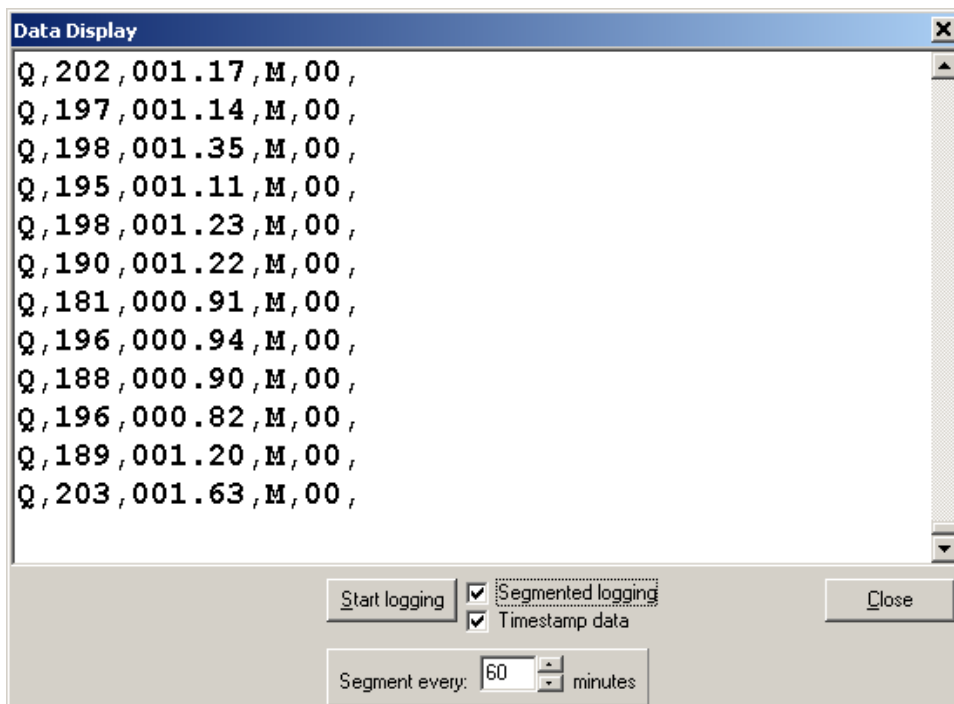 Data Display
Q,202,001.17,M,00,
Q,197,001.14,M,00,
Q,198,001.35,M,00,
Q,195,001.11,M,00,
Q,198,001.23,M,00,
Q,190,001.22,M,00,
Q,181,000.91,M,00,
Q,196,000.94,M,00,
Q,188,000.90,M,00,
Q,196,000.82,M,00,
Q,189,001.20,M,00,
Q,203,001.63,M,00,
Start logging
Segmented logging
Close
Timestamp data
Segment every: 60 minutes